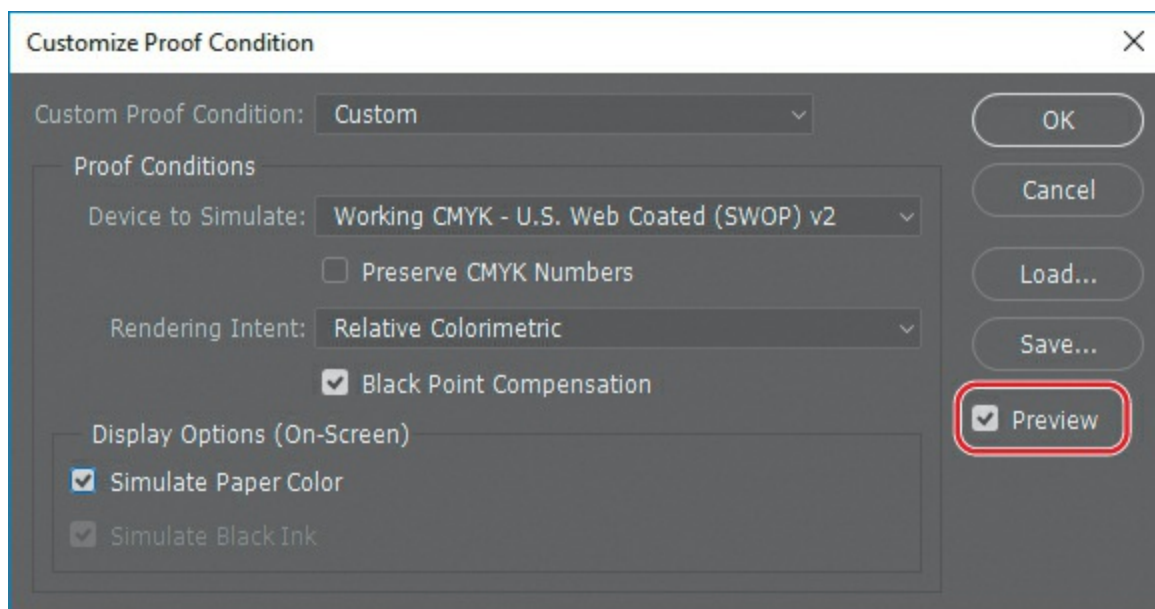 Customize Proof Condition
Custom Proof Condition: Custom
OK
Proof Conditions
Cancel
Device to Simulate: Working CMYK - U.S. Web Coated (SWOP) v2
Preserve CMYK Numbers
Load...
Rendering Intent: Relative Colorimetric
Save...
Black Point Compensation
Preview
Display Options (On-Screen)
Simulate Paper Color
Simulate Black Ink